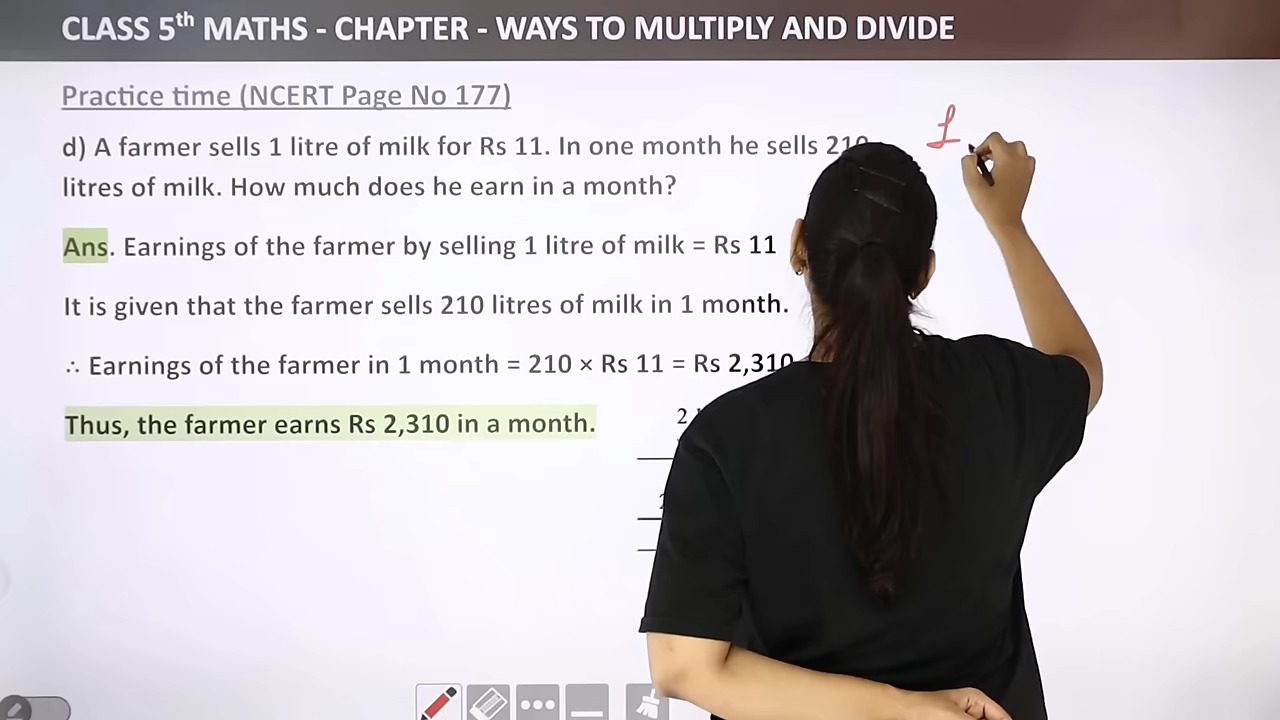 CLASS 5th MATHS - CHAPTER - WAYS TO MULTIPLY AND DIVIDE
Practice time (NCERT Page No 177)
d) A farmer sells 1 litre of milk for Rs 11. In one month he sells 210
litres of milk. How much does he earn in a month?
Ans. Earnings of the farmer by selling 1 litre of milk = Rs 11
It is given that the farmer sells 210 litres of milk in 1 month.
∴ Earnings of the farmer in 1 month = 210 × Rs 11 = Rs 2,310
Thus, the farmer earns Rs 2,310 in a month.
2